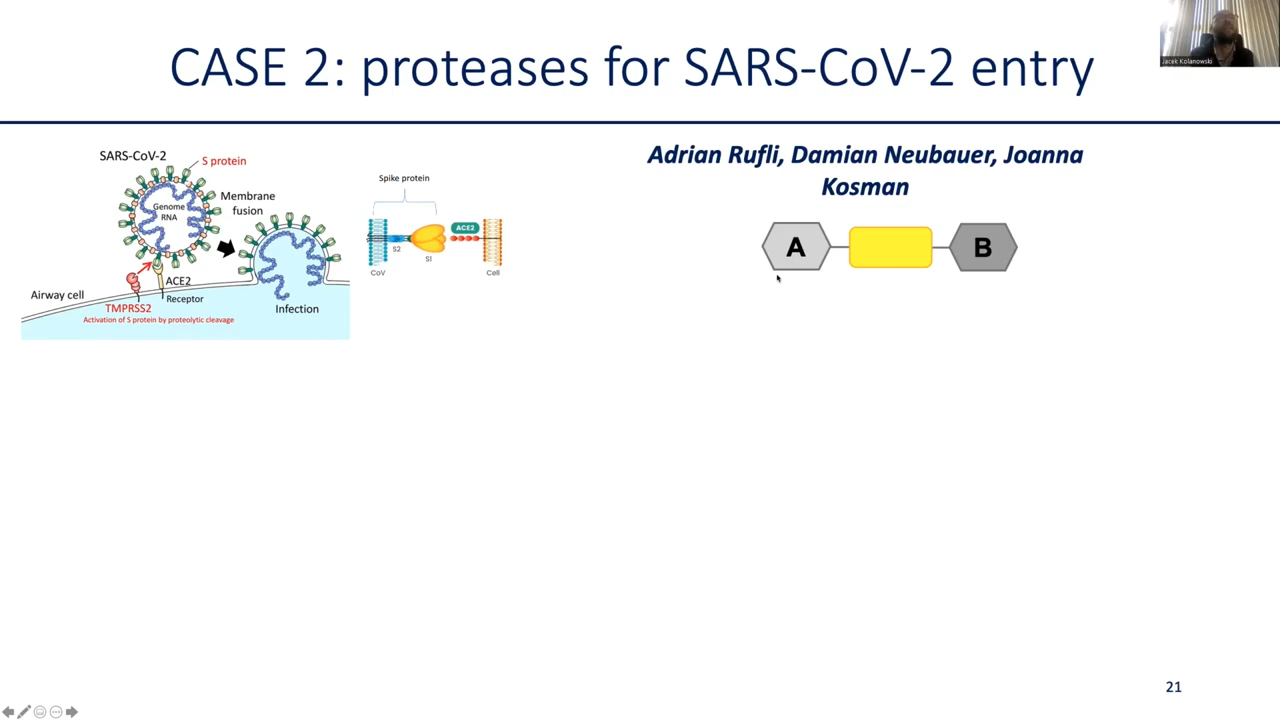 CASE 2: proteases for SARS-CoV-2 entry
Jacek Kolanowski
SARS-CoV-2
S protein
Membrane
fusion
Genome
RNA
ACE2
Receptor
Airway cell
TMPRSS2
Activation of S protein by proteolytic cleavage
Infection
Spike protein
ACE2
S2
S1
CoV
Cell
Adrian Rufli, Damian Neubauer, Joanna
Kosman
A
B
21